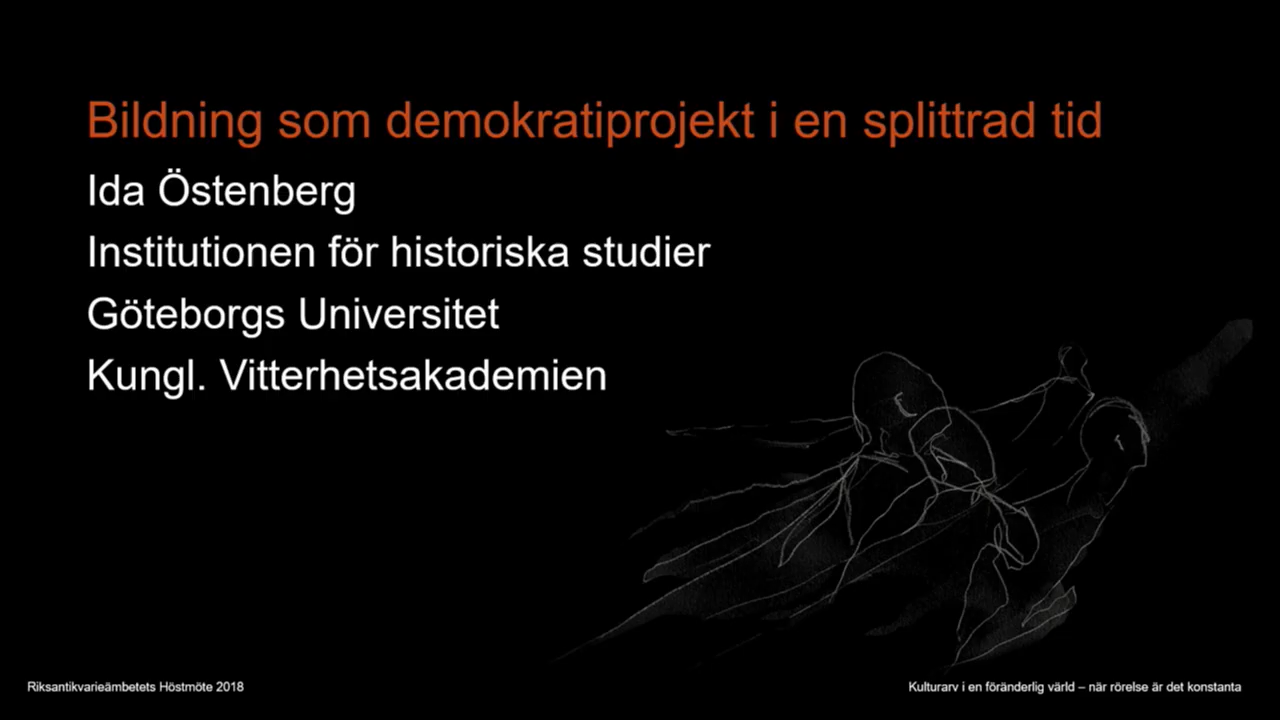 Bildning som demokratiprojekt i en splittrad tid
Ida Östenberg
Institutionen för historiska studier
Göteborgs Universitet
Kungl. Vitterhetsakademien
Riksantikvarieämbetets Höstmöte 2018
Kulturarv i en föränderlig värld – när rörelse är det konstanta